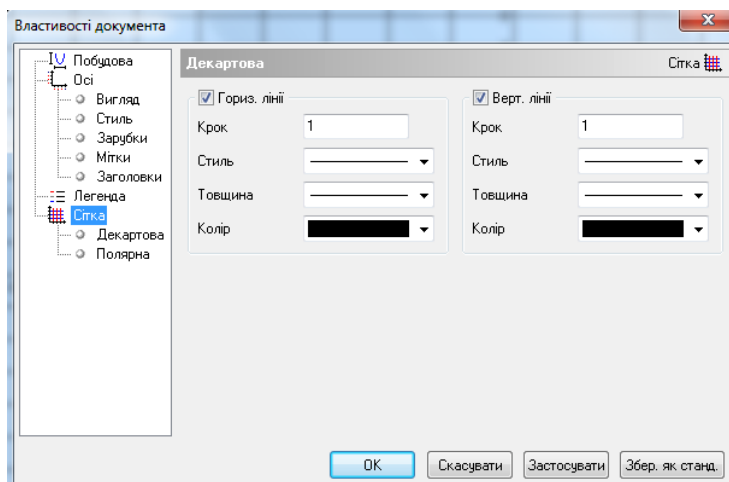 Властивості документа
Побудова
Осі
Вигляд
Стиль
Зарубки
Мітки
Заголовки
Легенда
Сітка
Декартова
Полярна
Декартова Сітка
Гориз. лінії
Крок 1
Стиль
Товщина
Колір
Верт. лінії
Крок 1
Стиль
Товщина
Колір
OK Скасувати Застосувати Збер. як станд.